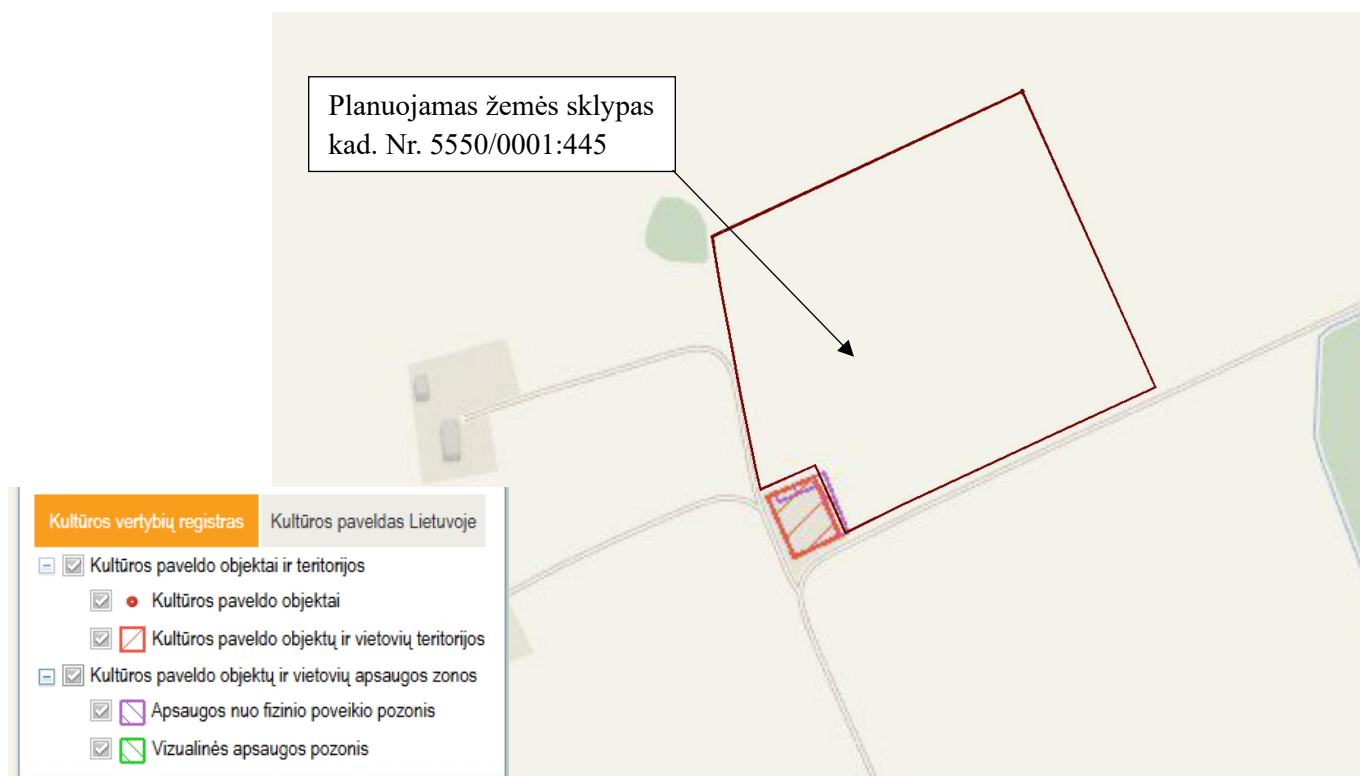 Planuojamas žemės sklypas
kad. Nr. 5550/0001:445
Kultūros vertybių registras
Kultūros paveldas Lietuvoje
Kultūros paveldo objektai ir teritorijos
Kultūros paveldo objektai
Kultūros paveldo objektų ir vietovių teritorijos
Kultūros paveldo objektų ir vietovių apsaugos zonos
Apsaugos nuo fizinio poveikio pozonis
Vizualinės apsaugos pozonis